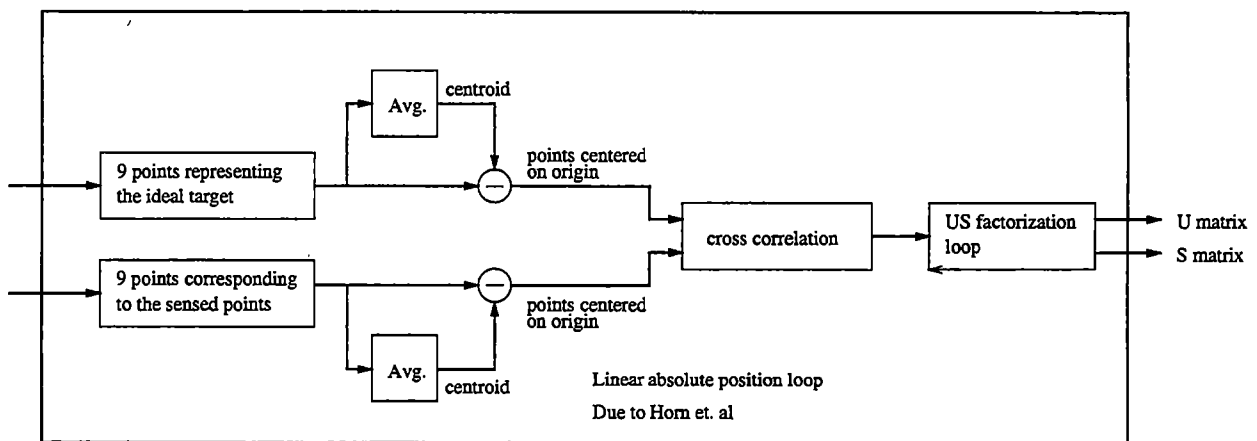 Avg.
centroid
9 points representing
the ideal target
points centered
on origin
cross correlation
US factorization
loop
U matrix
S matrix
9 points corresponding
to the sensed points
points centered
on origin
Avg.
centroid
Linear absolute position loop
Due to Horn et. al